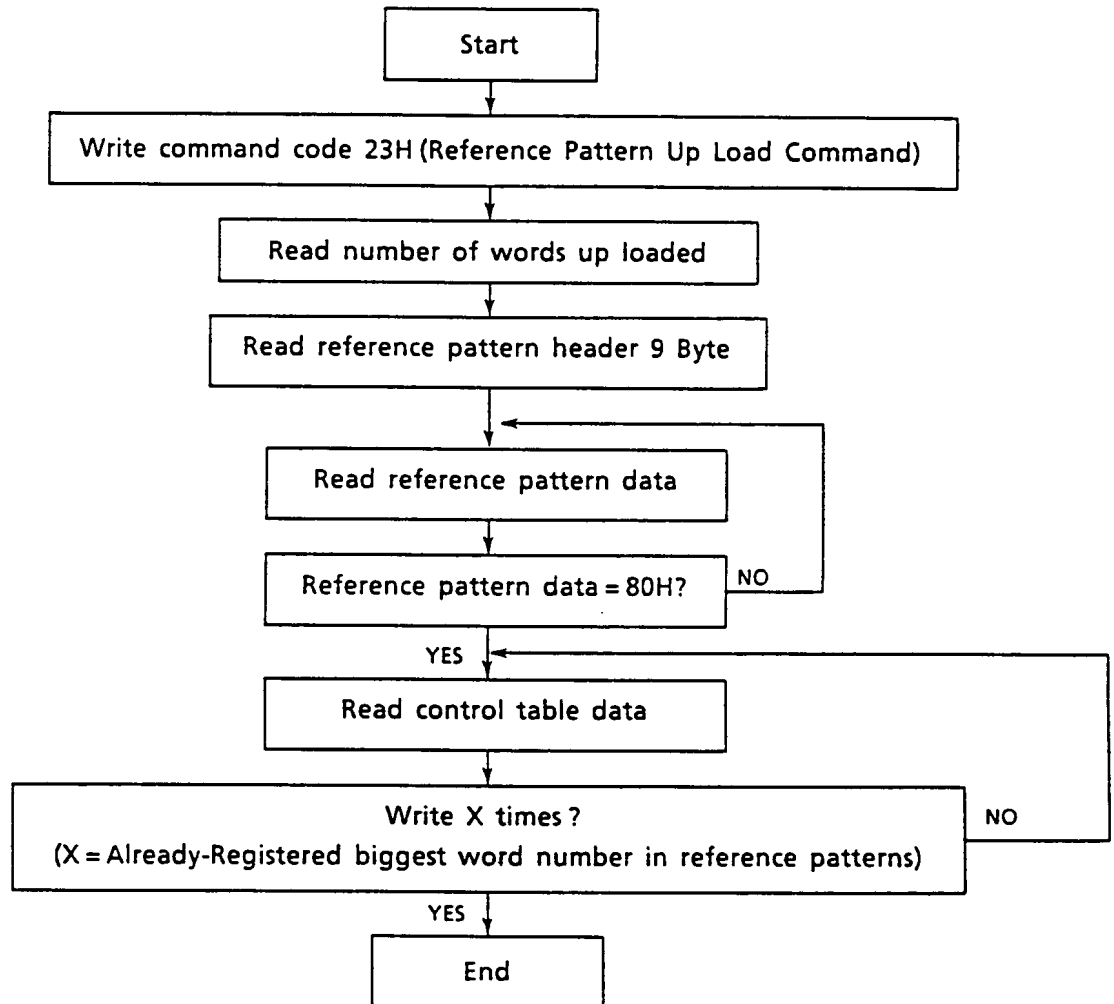 Start
Write command code 23H (Reference Pattern Up Load Command)
Read number of words up loaded
Read reference pattern header 9 Byte
Read reference pattern data
Reference pattern data = 80H?
NO
YES
Read control table data
Write X times ?
(X = Already-Registered biggest word number in reference patterns)
NO
YES
End